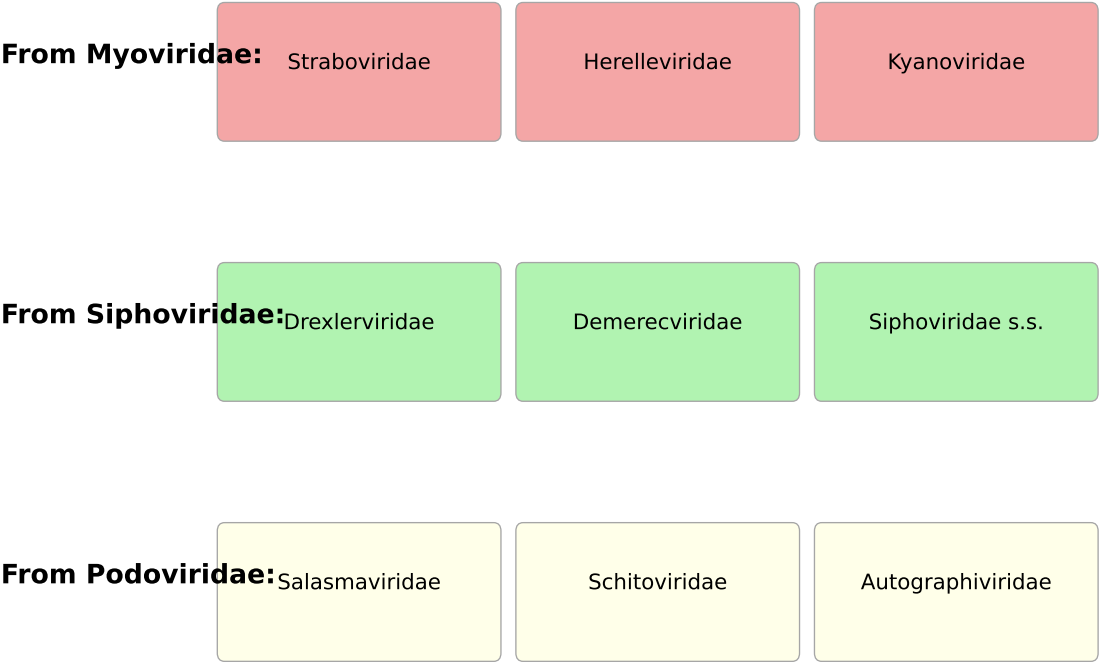 From Myoviridae:
Straboviridae
Herelleviridae
Kyanoviridae
From Siphoviridae:
Drexlerviridae
Demerecviridae
Siphoviridae s.s.
From Podoviridae:
Salasmaviridae
Schitoviridae
Autographiviridae